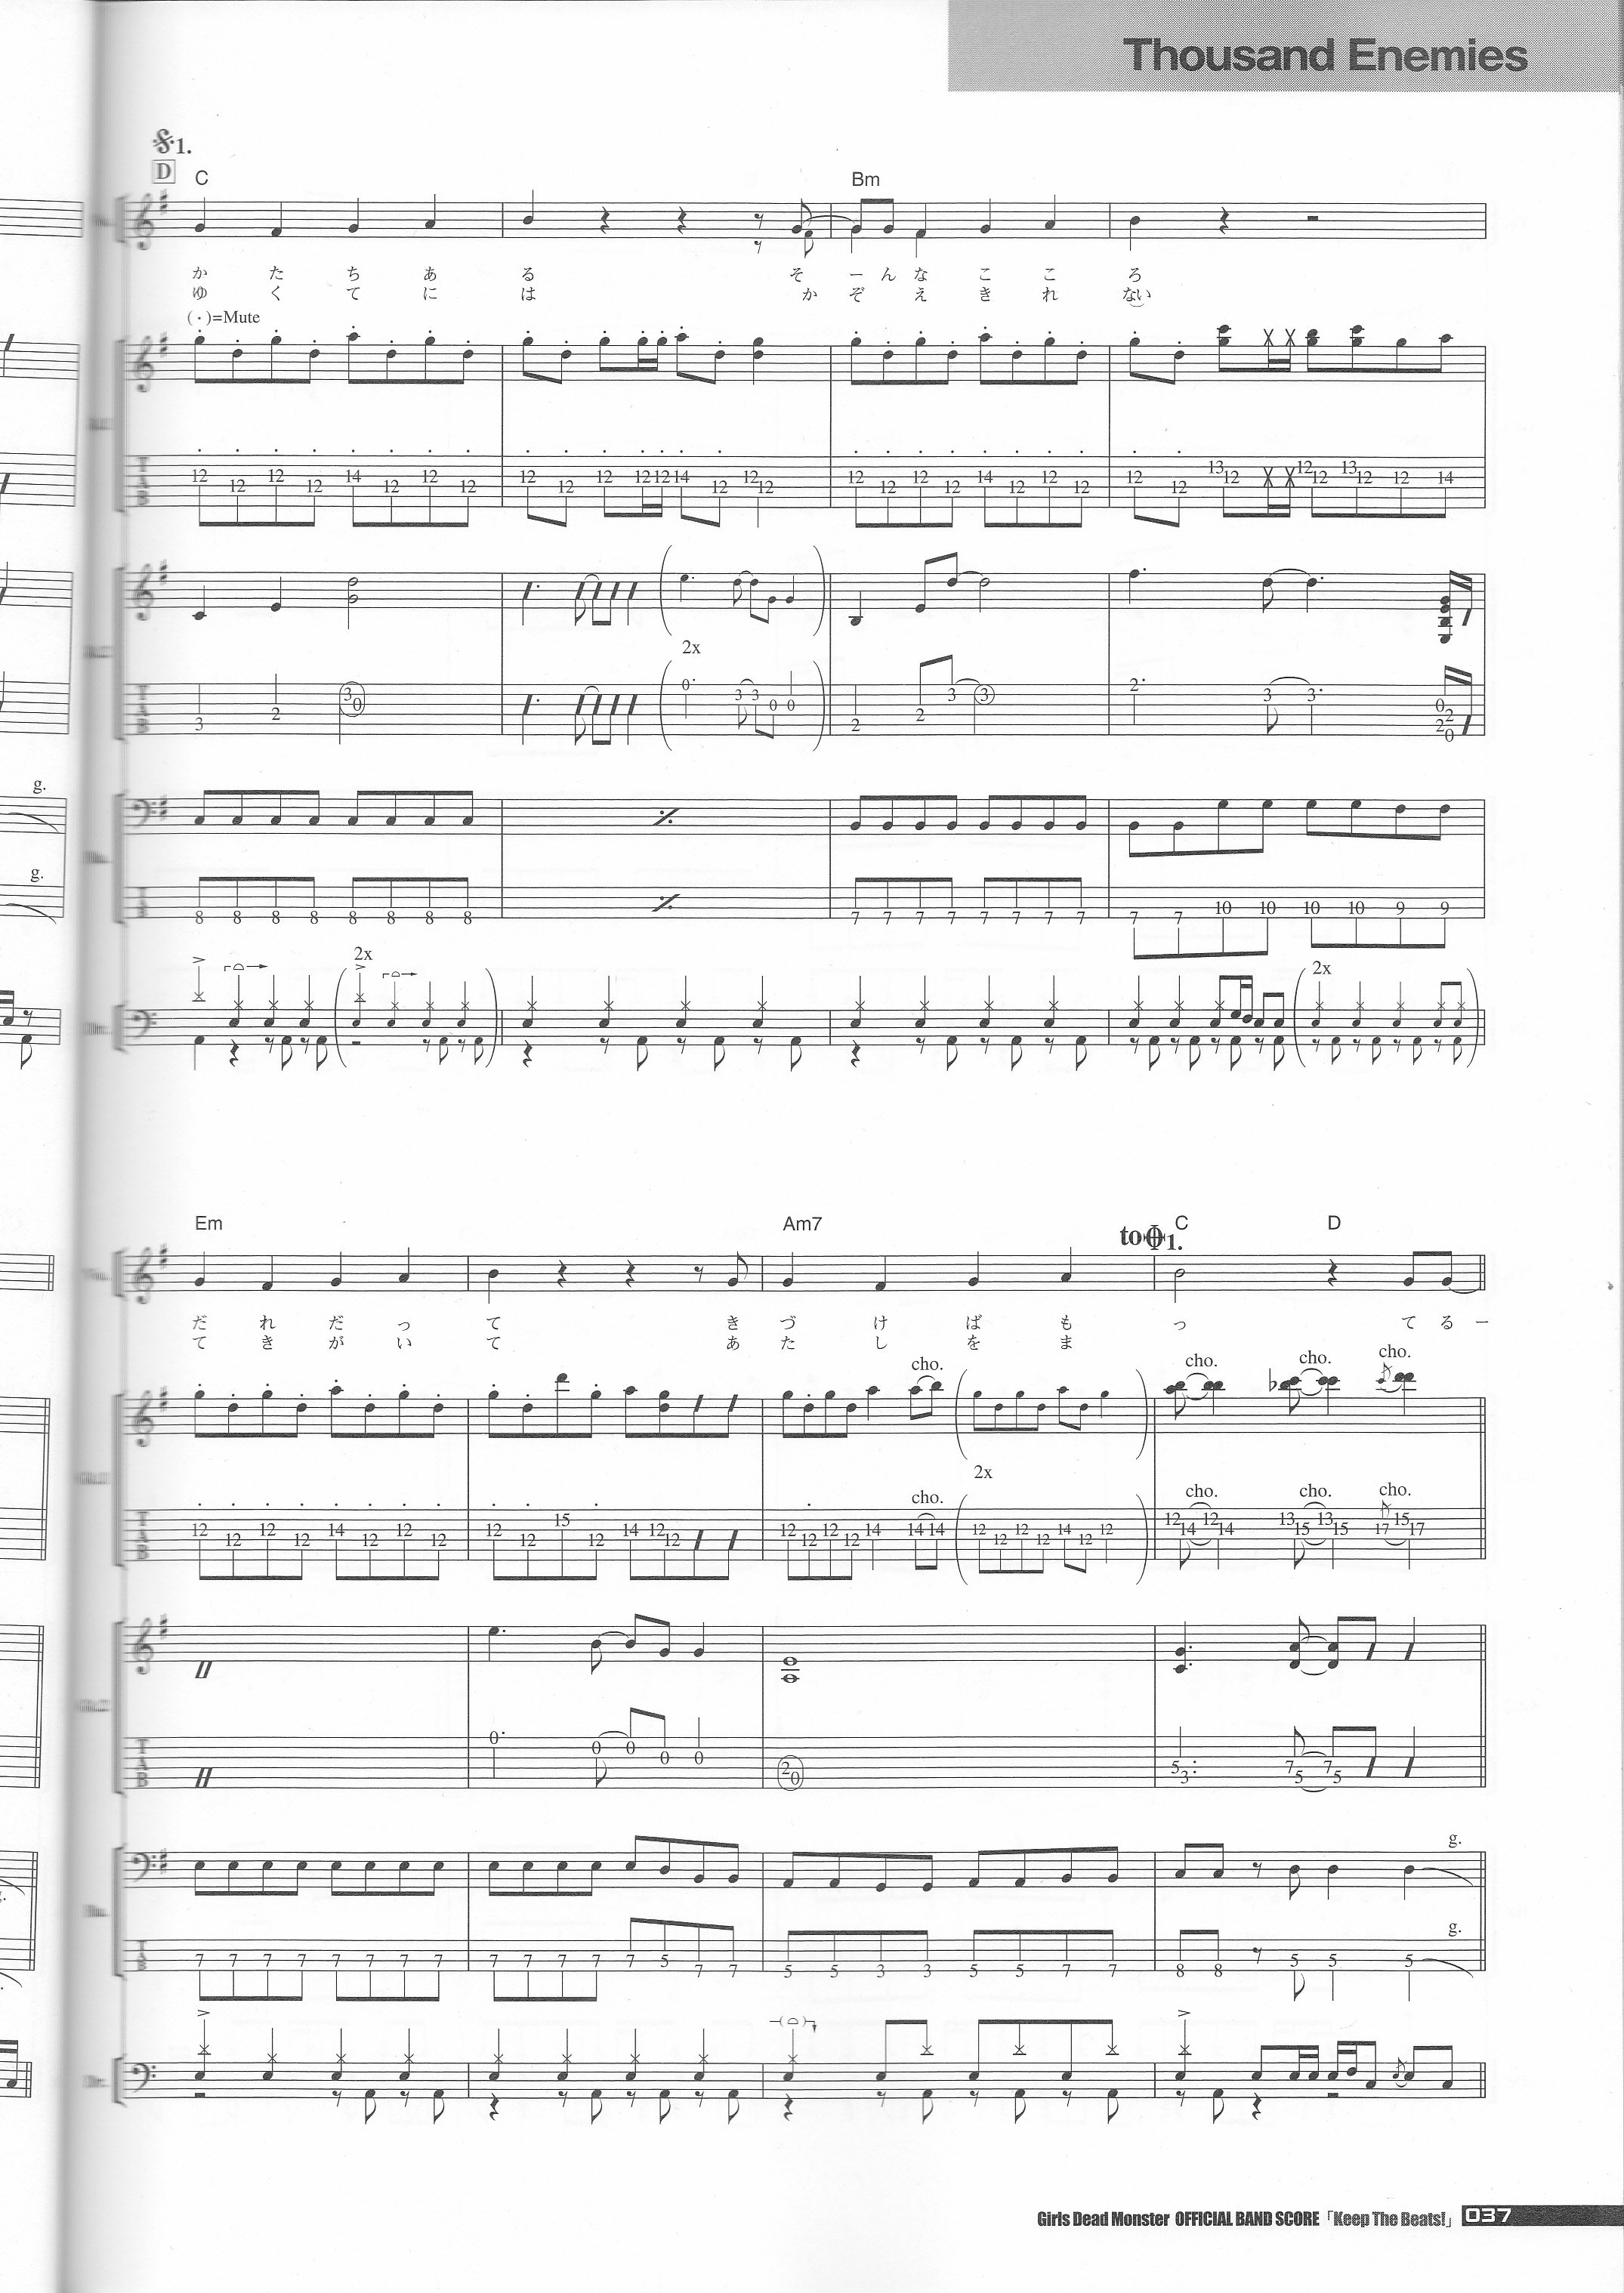 Thousand Enemies
1.
D
C Bm
か た ち あ る そ ー ん な こ こ ろ
ゆ く て に は か ぞ え き れ ない
(・)=Mute
12 12 12 12 14 12 12 12 12 12 12 12 12 14 12 12 12 12 12 12 12 14 12 12 12 12 12 13 12 X X 12 12 13 12 12 14
2x
3 2 3 0 0 3 3 0 0 2 2 3 3 2 3 3 0 2 2 0
g.
g.
8 8 8 8 8 8 8 8 7 7 7 7 7 7 7 7 7 7 10 10 10 10 9 9
2x 2x
Em Am7 to 1. C D
だ れ だ っ て き づ け ば も っ て る ー
て き が い て あ た し を ま
cho. cho. cho. cho.
2x
cho. cho. cho. cho.
12 12 12 12 14 12 12 12 12 12 15 12 14 12 12 12 12 12 12 14 14 14 12 12 12 12 14 12 12 12 14 12 14 13 15 13 15 17 15 17
0 0 0 0 0 2 0 5 3 7 5 7 5
g.
g.
7 7 7 7 7 7 7 7 7 7 7 7 7 5 7 7 5 5 3 3 5 5 7 7 8 8 5 5 5
Girls Dead Monster OFFICIAL BAND SCORE「Keep The Beats!」 037